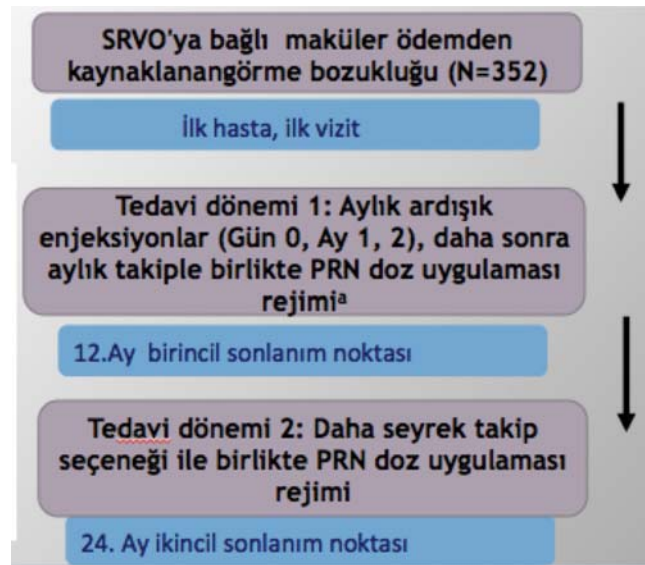 SRVO'ya bağlı maküler ödemden
kaynaklanangörme bozukluğu (N=352)
İlk hasta, ilk vizit
Tedavi dönemi 1: Aylık ardışık
enjeksiyonlar (Gün 0, Ay 1, 2), daha sonra
aylık takiple birlikte PRN doz uygulaması
rejimiᵃ
12.Ay birincil sonlanım noktası
Tedavi dönemi 2: Daha seyrek takip
seçeneği ile birlikte PRN doz uygulaması
rejimi
24. Ay ikincil sonlanım noktası